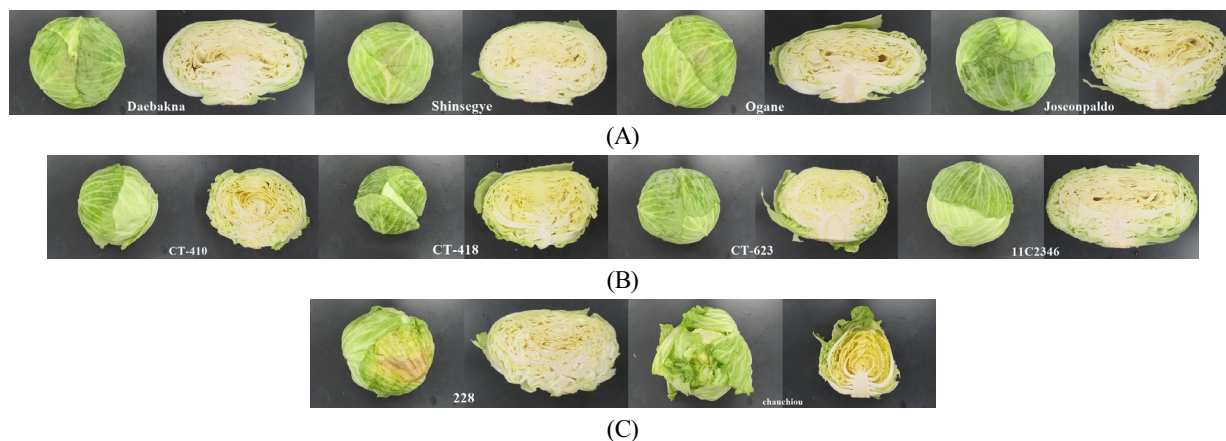 Daebakna Shinsegye Ogane Joseonpaldo
(A)
CT-410 CT-418 CT-623 11C2346
(B)
228 chauchiou
(C)